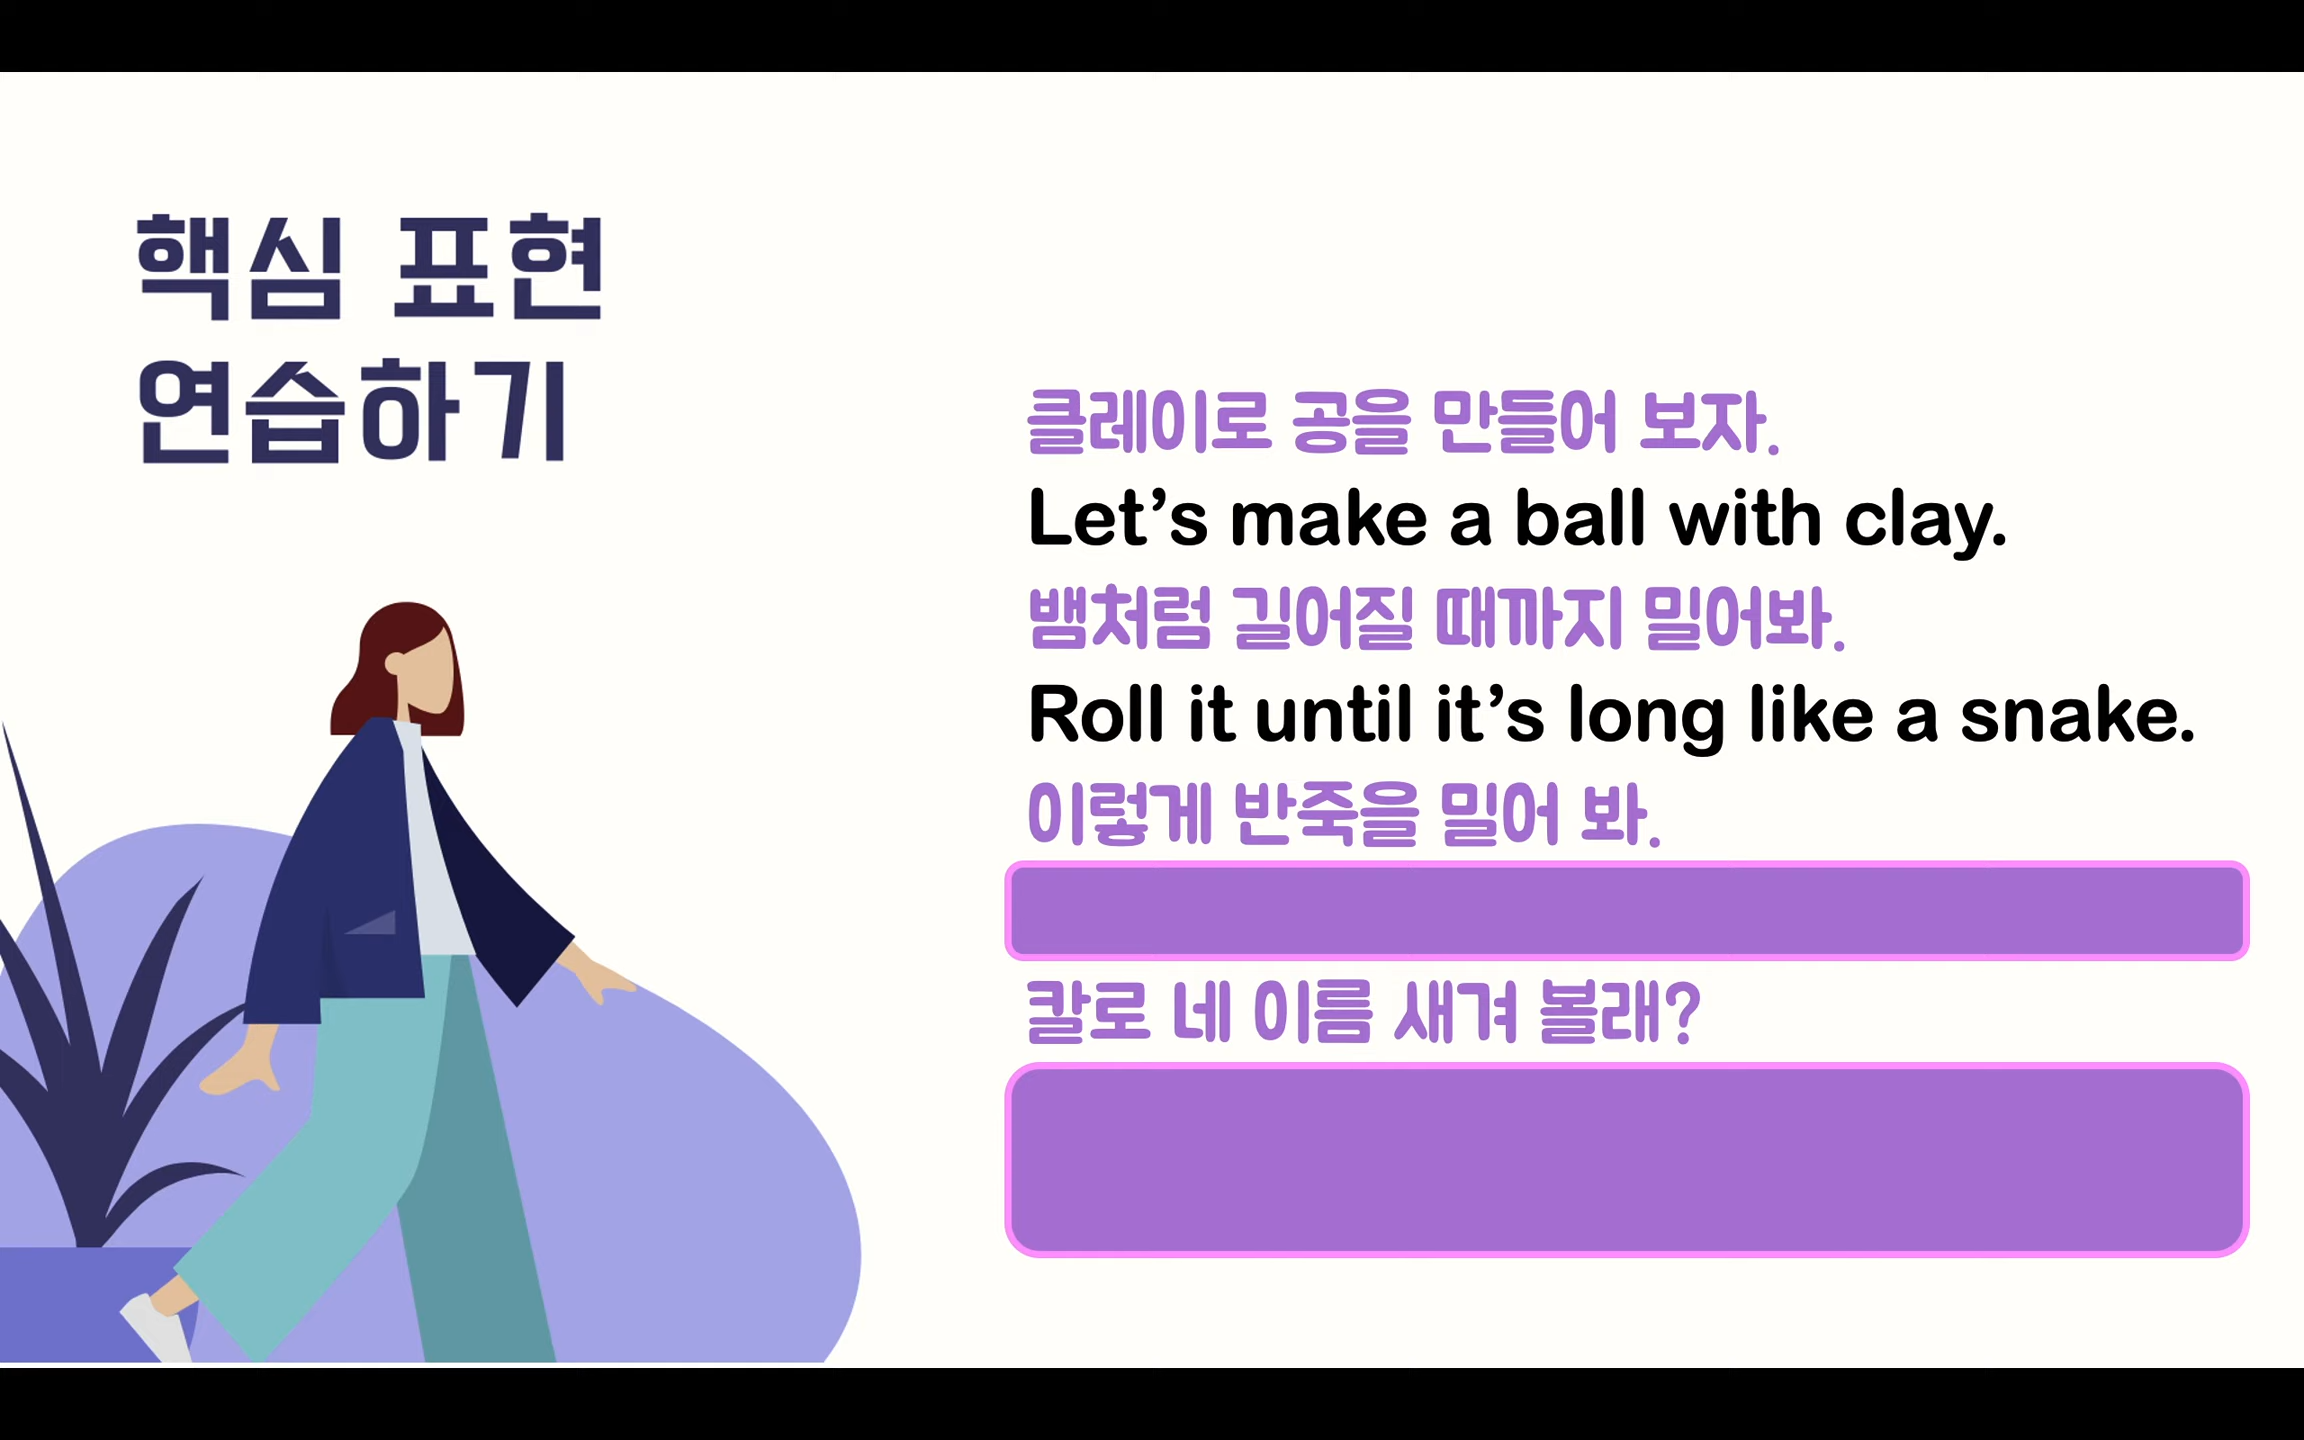 핵심 표현
연습하기
클레이로 공을 만들어 보자.
Let’s make a ball with clay.
뱀처럼 길어질 때까지 밀어봐.
Roll it until it’s long like a snake.
이렇게 반죽을 밀어 봐.
칼로 네 이름 새겨 볼래?